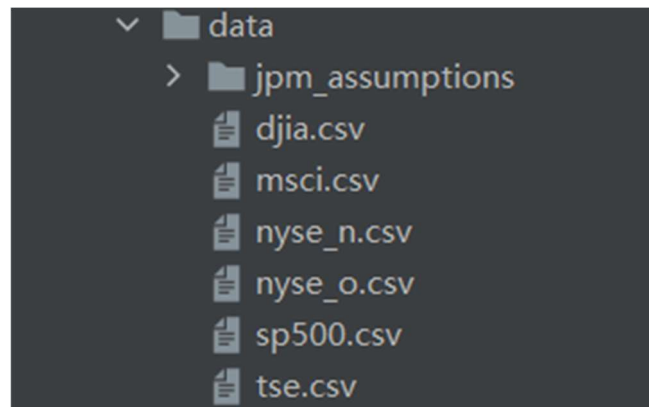 data
jpm_assumptions
djia.csv
msci.csv
nyse_n.csv
nyse_o.csv
sp500.csv
tse.csv